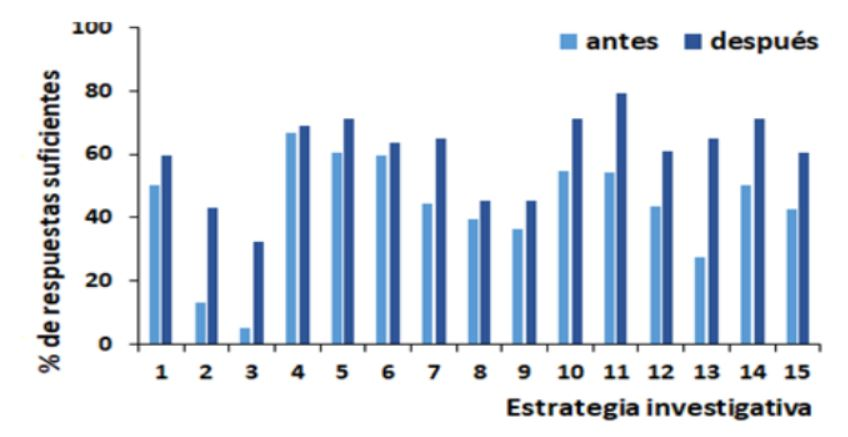 100
antes después
80
60
40
20
0
% de respuestas suficientes
1 2 3 4 5 6 7 8 9 10 11 12 13 14 15
Estrategia investigativa